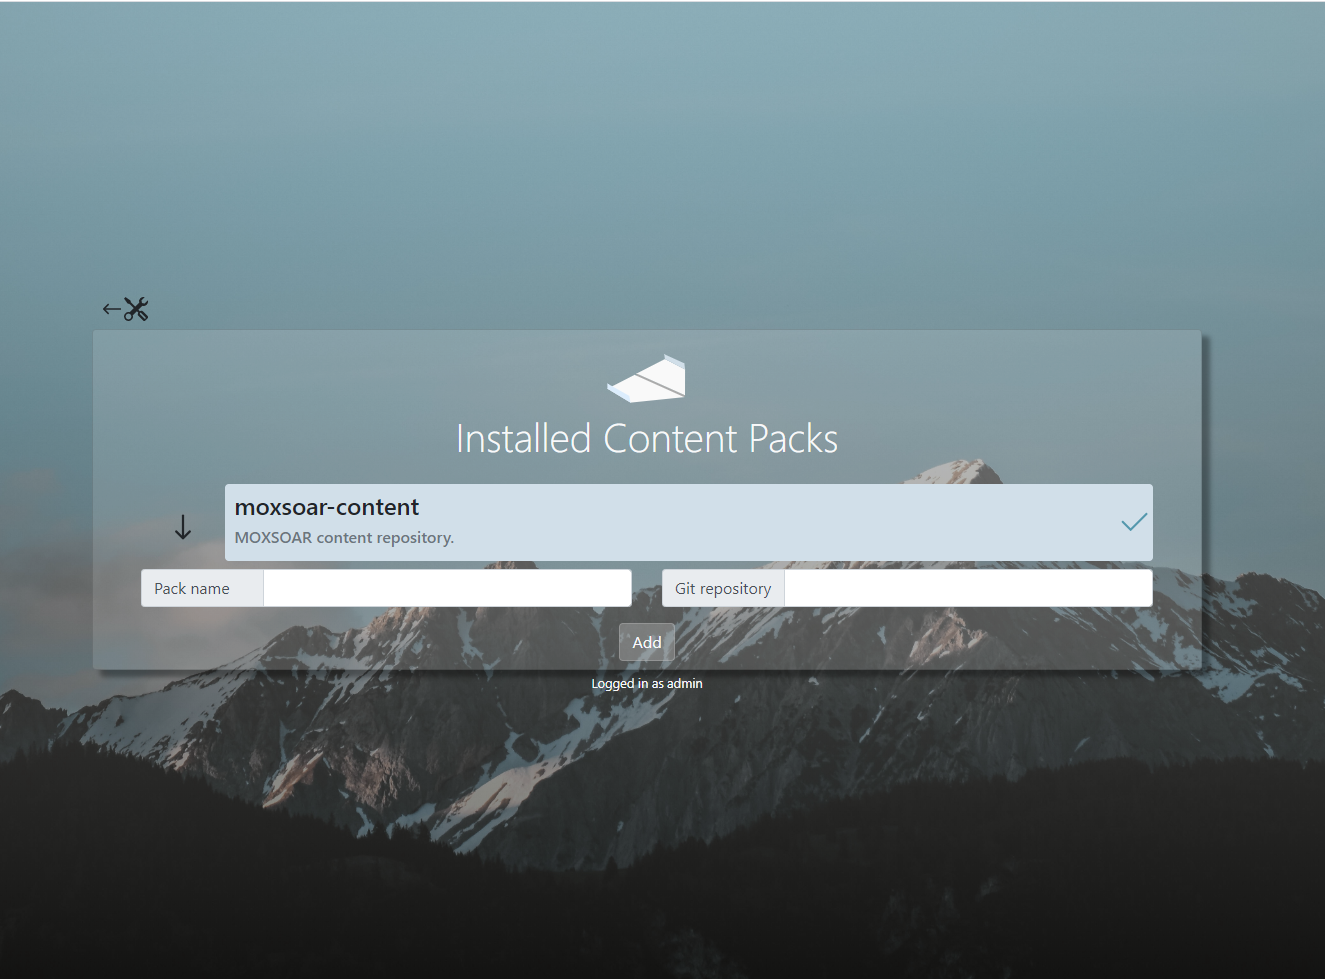 Installed Content Packs
moxsoar-content
MOXSOAR content repository.
Pack name
Git repository
Add
Logged in as admin